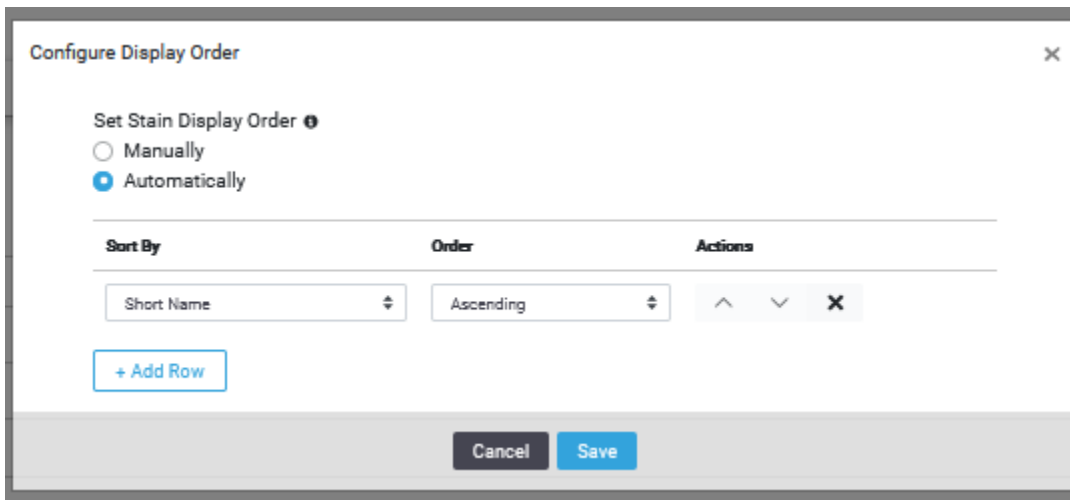 Configure Display Order
Set Stain Display Order
Manually
Automatically
Sort By Order Actions
Short Name Ascending
+ Add Row
Cancel Save